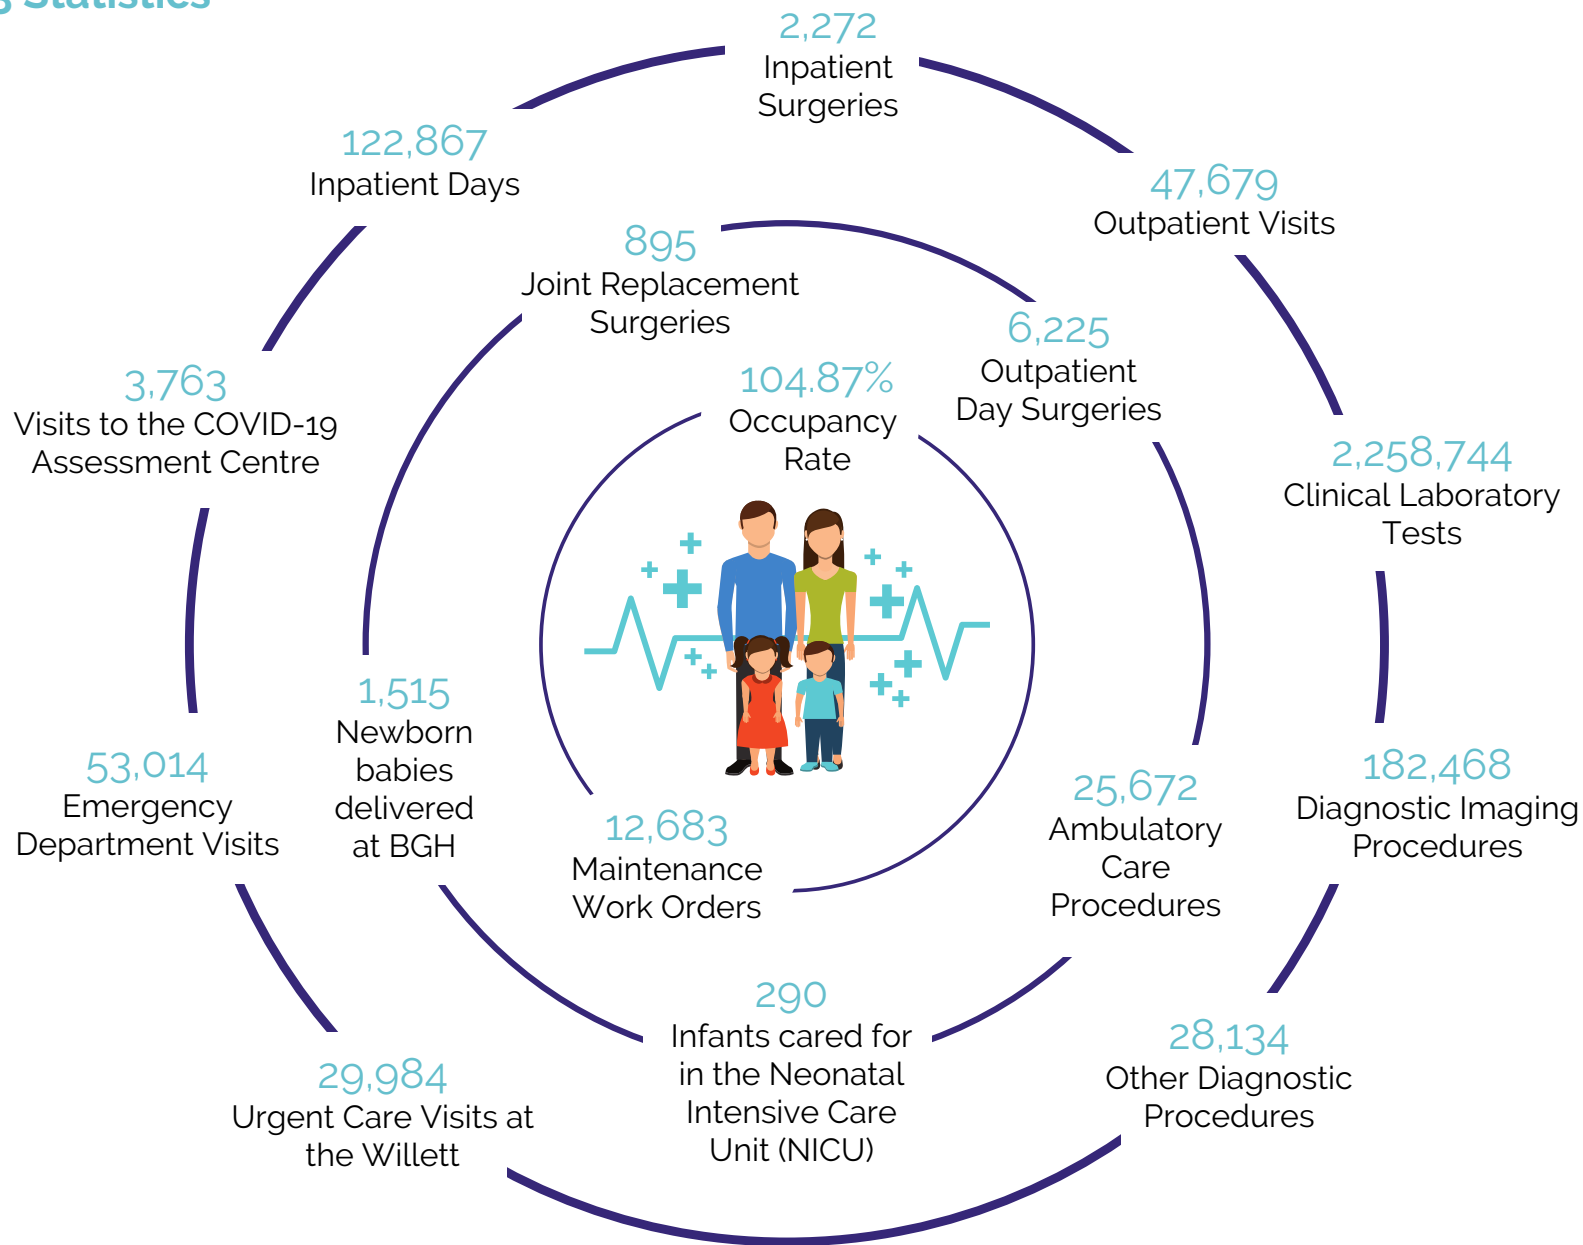 Statistics
2,272
Inpatient
Surgeries
122,867
Inpatient Days
47,679
Outpatient Visits
895
Joint Replacement
Surgeries
6,225
Outpatient
Day Surgeries
104.87%
Occupancy
Rate
3,763
Visits to the COVID-19
Assessment Centre
2,258,744
Clinical Laboratory
Tests
1,515
Newborn
babies
delivered
at BGH
53,014
Emergency
Department Visits
12,683
Maintenance
Work Orders
25,672
Ambulatory
Care
Procedures
182,468
Diagnostic Imaging
Procedures
290
Infants cared for
in the Neonatal
Intensive Care
Unit (NICU)
29,984
Urgent Care Visits at
the Willett
28,134
Other Diagnostic
Procedures